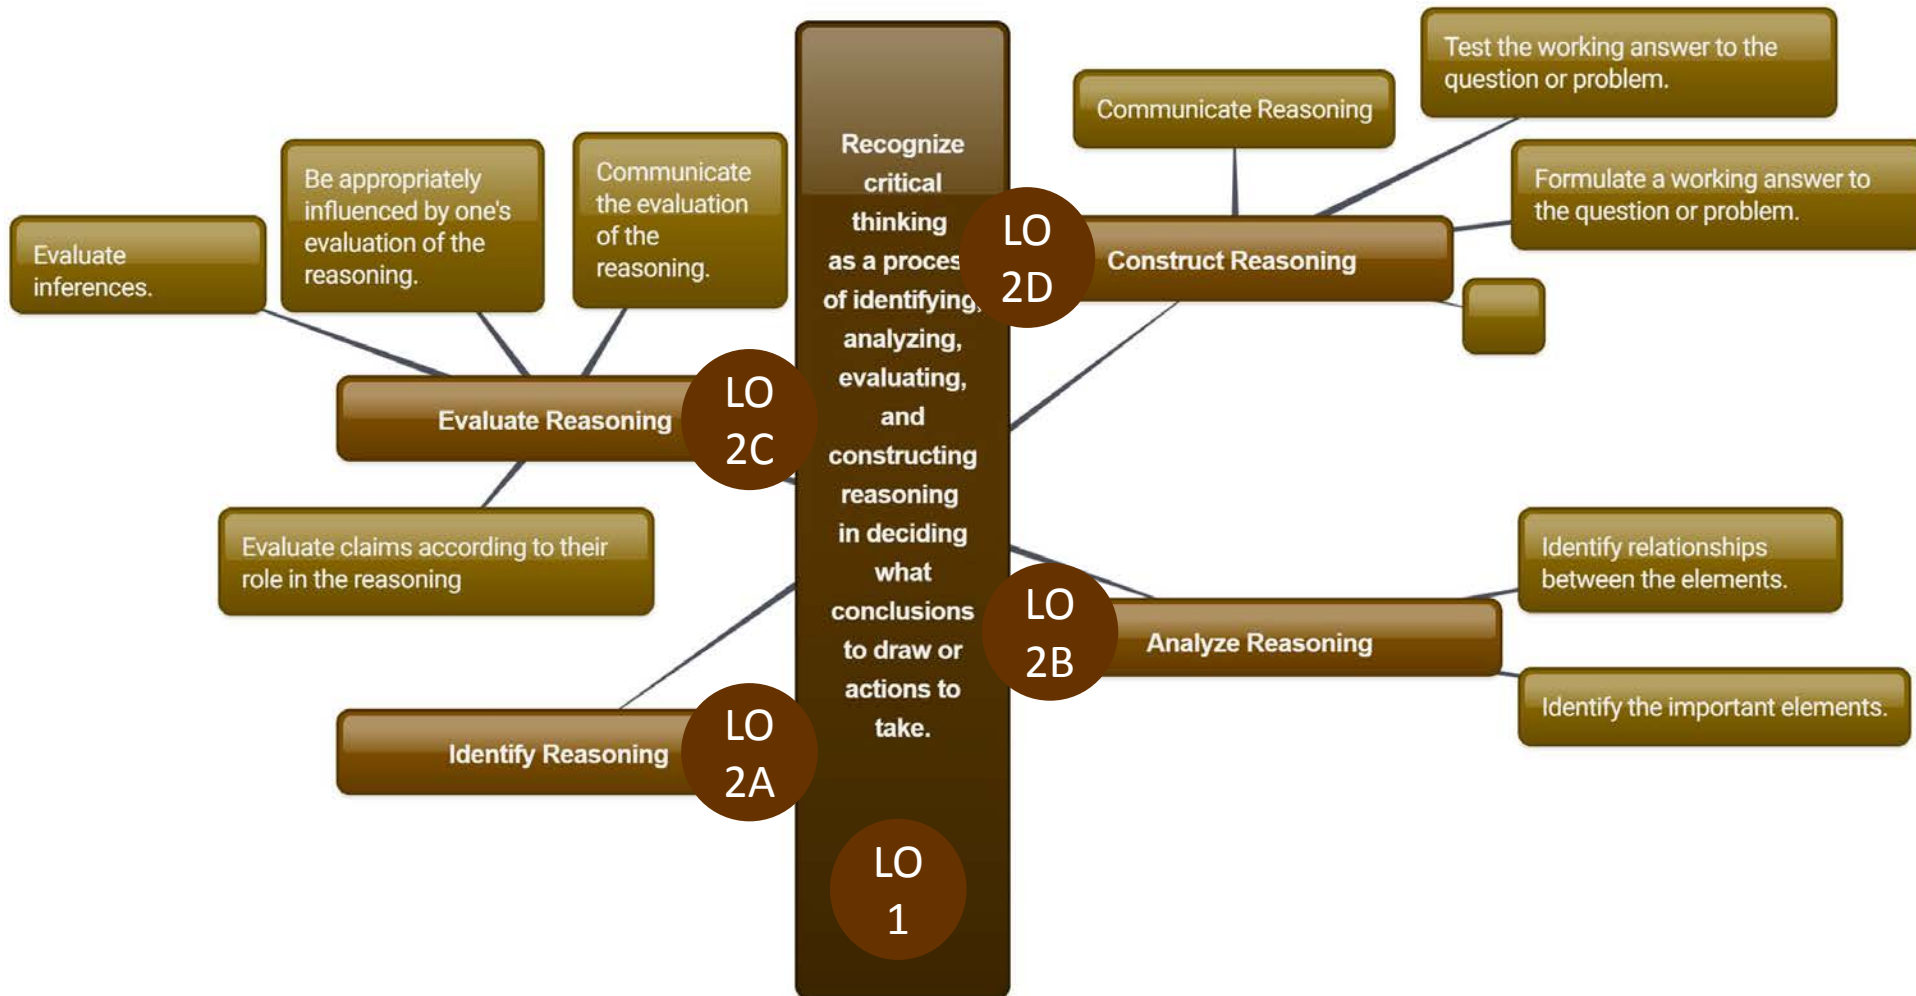 Evaluate
inferences.
Be appropriately
influenced by one's
evaluation of the
reasoning.
Communicate
the evaluation
of the
reasoning.
Evaluate Reasoning
LO
2C
Evaluate claims according to their
role in the reasoning
Identify Reasoning
LO
2A
Recognize
critical
thinking
as a proces
of identifying,
analyzing,
evaluating,
and
constructing
reasoning
in deciding
what
conclusions
to draw or
actions to
take.
LO
1
Communicate Reasoning
Test the working answer to the
question or problem.
Formulate a working answer to
the question or problem.
LO
2D
Construct Reasoning
Identify relationships
between the elements.
LO
2B
Analyze Reasoning
Identify the important elements.